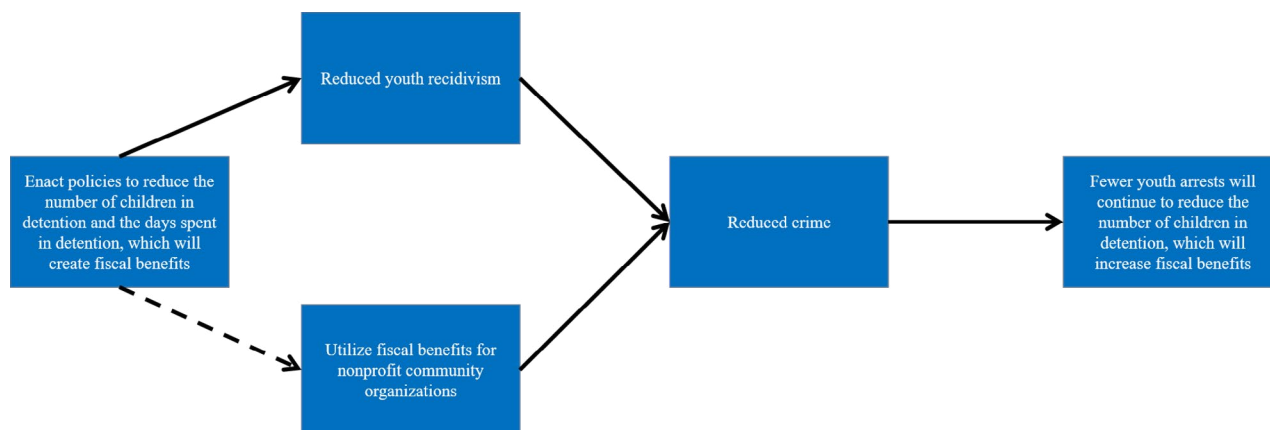 Reduced youth recidivism
Enact policies to reduce the
number of children in
detention and the days spent
in detention, which will
create fiscal benefits
Utilize fiscal benefits for
nonprofit community
organizations
Reduced crime
Fewer youth arrests will
continue to reduce the
number of children in
detention, which will
increase fiscal benefits